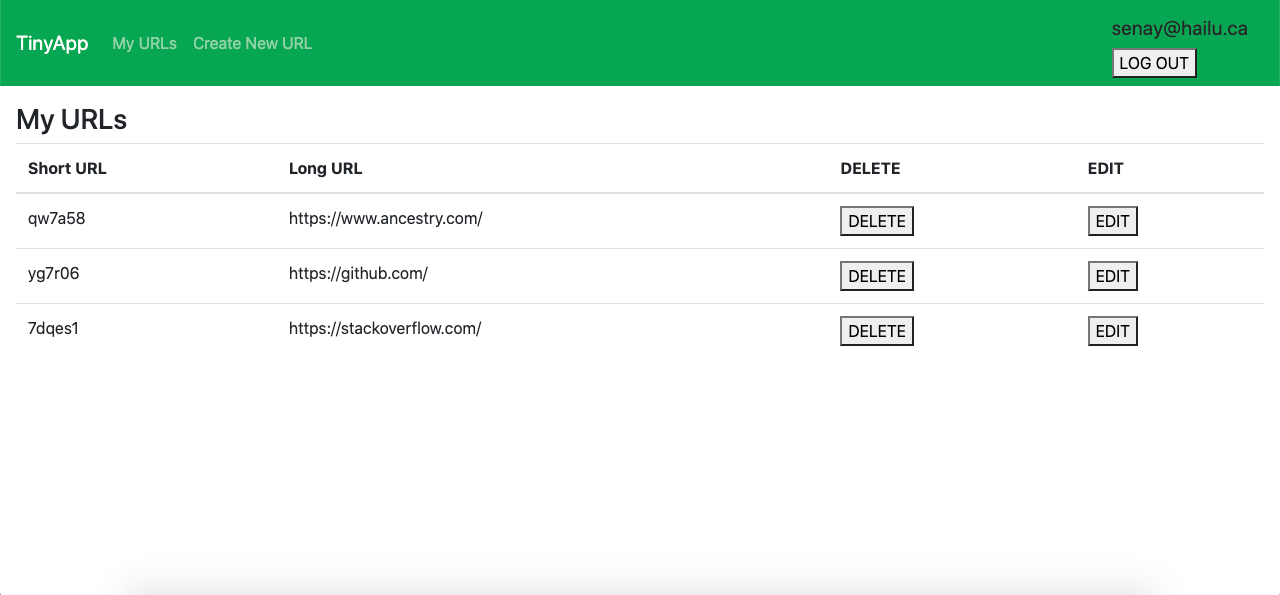 senay@hailu.ca
TinyApp My URLs Create New URL
LOG OUT
My URLs
Short URL Long URL DELETE EDIT
qw7a58 https://www.ancestry.com/ DELETE EDIT
yg7r06 https://github.com/ DELETE EDIT
7dqes1 https://stackoverflow.com/ DELETE EDIT